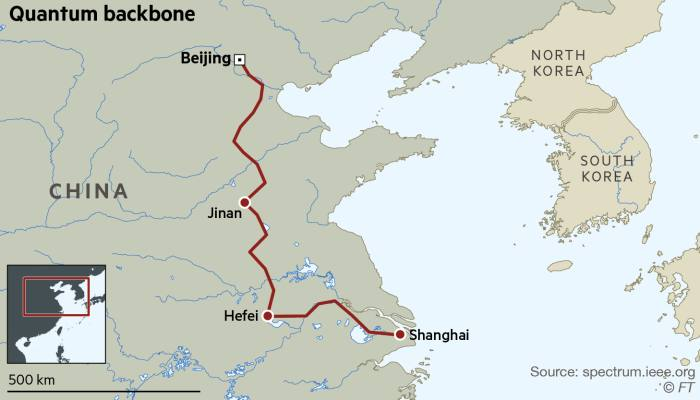 Quantum backbone
Beijing
NORTH
KOREA
SOUTH
KOREA
CHINA
Jinan
Hefei
Shanghai
500 km
Source: spectrum.ieee.org
© FT